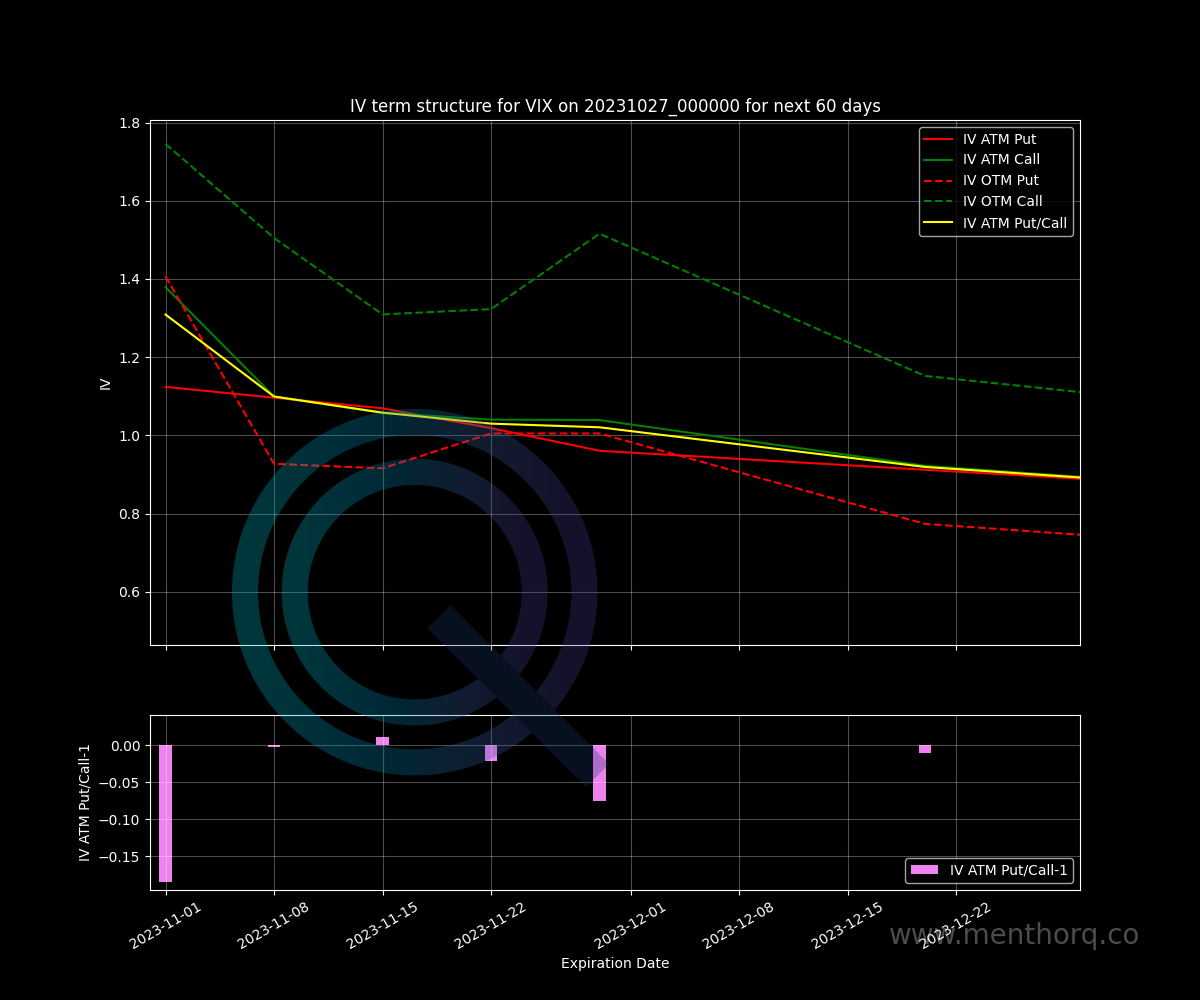 IV term structure for VIX on 20231027_000000 for next 60 days
1.8
1.6
1.4
1.2
1.0
0.8
0.6
IV
IV ATM Put
IV ATM Call
IV OTM Put
IV OTM Call
IV ATM Put/Call
0.00
−0.05
−0.10
−0.15
IV ATM Put/Call-1
IV ATM Put/Call-1
2023-11-01
2023-11-08
2023-11-15
2023-11-22
2023-12-01
2023-12-08
2023-12-15
2023-12-22
www.menthorq.co
Expiration Date